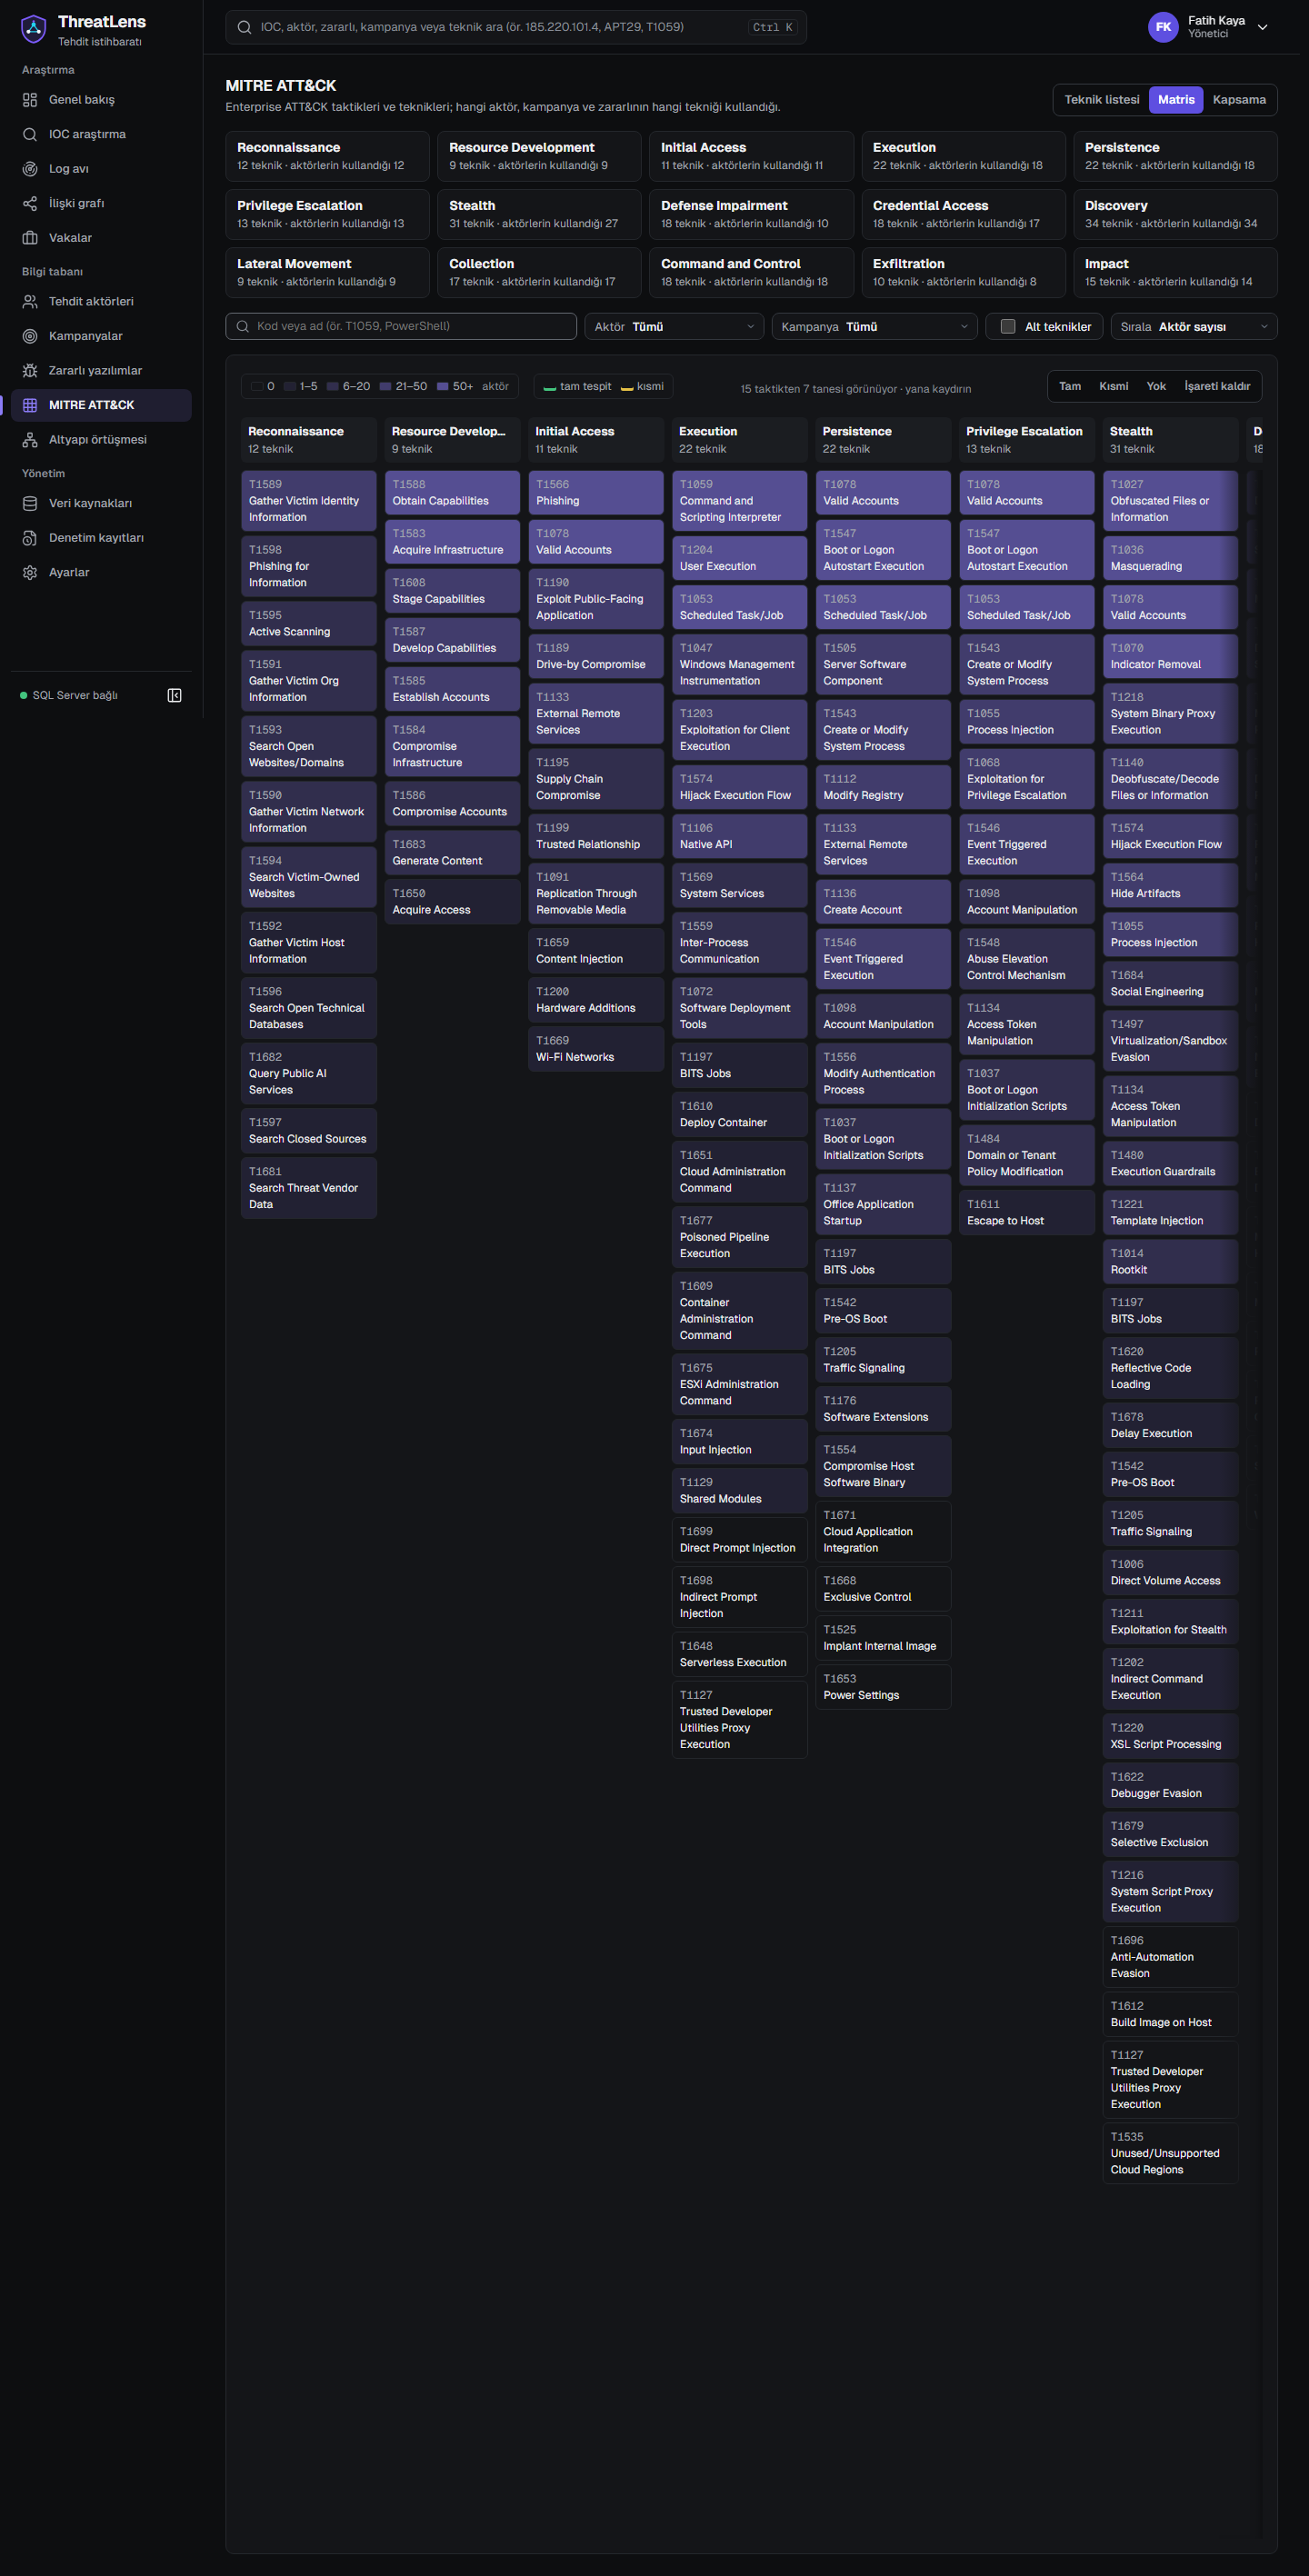 ThreatLens
Tehdit istihbaratı
IOC, aktör, zararlı, kampanya veya teknik ara (ör. 185.220.101.4, APT29, T1059)
Ctrl K
FK
Fatih Kaya
Yönetici
Araştırma
Genel bakış
IOC araştırma
Log avı
İlişki grafı
Vakalar
Bilgi tabanı
Tehdit aktörleri
Kampanyalar
Zararlı yazılımlar
MITRE ATT&CK
Altyapı örtüşmesi
Yönetim
Veri kaynakları
Denetim kayıtları
Ayarlar
SQL Server bağlı
MITRE ATT&CK
Enterprise ATT&CK taktikleri ve teknikleri; hangi aktör, kampanya ve zararlının hangi tekniği kullandığı.
Teknik listesi
Matris
Kapsama
Reconnaissance
12 teknik · aktörlerin kullandığı 12
Resource Development
9 teknik · aktörlerin kullandığı 9
Initial Access
11 teknik · aktörlerin kullandığı 11
Execution
22 teknik · aktörlerin kullandığı 18
Persistence
22 teknik · aktörlerin kullandığı 18
Privilege Escalation
13 teknik · aktörlerin kullandığı 13
Stealth
31 teknik · aktörlerin kullandığı 27
Defense Impairment
18 teknik · aktörlerin kullandığı 10
Credential Access
18 teknik · aktörlerin kullandığı 17
Discovery
34 teknik · aktörlerin kullandığı 34
Lateral Movement
9 teknik · aktörlerin kullandığı 9
Collection
17 teknik · aktörlerin kullandığı 17
Command and Control
18 teknik · aktörlerin kullandığı 18
Exfiltration
10 teknik · aktörlerin kullandığı 8
Impact
15 teknik · aktörlerin kullandığı 14
Kod veya ad (ör. T1059, PowerShell)
Aktör Tümü
Kampanya Tümü
Alt teknikler
Sırala Aktör sayısı
0 1–5 6–20 21–50 50+ aktör
tam tespit kısmi
15 taktikten 7 tanesi görünüyor · yana kaydırın
Tam
Kısmi
Yok
İşareti kaldır
Reconnaissance
12 teknik
T1589
Gather Victim Identity
Information
T1598
Phishing for
Information
T1595
Active Scanning
T1591
Gather Victim Org
Information
T1593
Search Open
Websites/Domains
T1590
Gather Victim Network
Information
T1594
Search Victim-Owned
Websites
T1592
Gather Victim Host
Information
T1596
Search Open Technical
Databases
T1682
Query Public AI
Services
T1597
Search Closed Sources
T1681
Search Threat Vendor
Data
Resource Develop...
9 teknik
T1588
Obtain Capabilities
T1583
Acquire Infrastructure
T1608
Stage Capabilities
T1587
Develop Capabilities
T1585
Establish Accounts
T1584
Compromise
Infrastructure
T1586
Compromise Accounts
T1683
Generate Content
T1650
Acquire Access
Initial Access
11 teknik
T1566
Phishing
T1078
Valid Accounts
T1190
Exploit Public-Facing
Application
T1189
Drive-by Compromise
T1133
External Remote
Services
T1195
Supply Chain
Compromise
T1199
Trusted Relationship
T1091
Replication Through
Removable Media
T1659
Content Injection
T1200
Hardware Additions
T1669
Wi-Fi Networks
Execution
22 teknik
T1059
Command and
Scripting Interpreter
T1204
User Execution
T1053
Scheduled Task/Job
T1047
Windows Management
Instrumentation
T1203
Exploitation for Client
Execution
T1574
Hijack Execution Flow
T1106
Native API
T1569
System Services
T1559
Inter-Process
Communication
T1072
Software Deployment
Tools
T1197
BITS Jobs
T1610
Deploy Container
T1651
Cloud Administration
Command
T1677
Poisoned Pipeline
Execution
T1609
Container
Administration
Command
T1675
ESXi Administration
Command
T1674
Input Injection
T1129
Shared Modules
T1699
Direct Prompt Injection
T1698
Indirect Prompt
Injection
T1648
Serverless Execution
T1127
Trusted Developer
Utilities Proxy
Execution
Persistence
22 teknik
T1078
Valid Accounts
T1547
Boot or Logon
Autostart Execution
T1053
Scheduled Task/Job
T1505
Server Software
Component
T1543
Create or Modify
System Process
T1112
Modify Registry
T1133
External Remote
Services
T1136
Create Account
T1546
Event Triggered
Execution
T1098
Account Manipulation
T1556
Modify Authentication
Process
T1037
Boot or Logon
Initialization Scripts
T1137
Office Application
Startup
T1197
BITS Jobs
T1542
Pre-OS Boot
T1205
Traffic Signaling
T1176
Software Extensions
T1554
Compromise Host
Software Binary
T1671
Cloud Application
Integration
T1668
Exclusive Control
T1525
Implant Internal Image
T1653
Power Settings
Privilege Escalation
13 teknik
T1078
Valid Accounts
T1547
Boot or Logon
Autostart Execution
T1053
Scheduled Task/Job
T1543
Create or Modify
System Process
T1055
Process Injection
T1068
Exploitation for
Privilege Escalation
T1546
Event Triggered
Execution
T1098
Account Manipulation
T1548
Abuse Elevation
Control Mechanism
T1134
Access Token
Manipulation
T1037
Boot or Logon
Initialization Scripts
T1484
Domain or Tenant
Policy Modification
T1611
Escape to Host
Stealth
31 teknik
T1027
Obfuscated Files or
Information
T1036
Masquerading
T1078
Valid Accounts
T1070
Indicator Removal
T1218
System Binary Proxy
Execution
T1140
Deobfuscate/Decode
Files or Information
T1574
Hijack Execution Flow
T1564
Hide Artifacts
T1055
Process Injection
T1684
Social Engineering
T1497
Virtualization/Sandbox
Evasion
T1134
Access Token
Manipulation
T1480
Execution Guardrails
T1221
Template Injection
T1014
Rootkit
T1197
BITS Jobs
T1620
Reflective Code
Loading
T1678
Delay Execution
T1542
Pre-OS Boot
T1205
Traffic Signaling
T1006
Direct Volume Access
T1211
Exploitation for Stealth
T1202
Indirect Command
Execution
T1220
XSL Script Processing
T1622
Debugger Evasion
T1679
Selective Exclusion
T1216
System Script Proxy
Execution
T1696
Anti-Automation
Evasion
T1612
Build Image on Host
T1127
Trusted Developer
Utilities Proxy
Execution
T1535
Unused/Unsupported
Cloud Regions
18